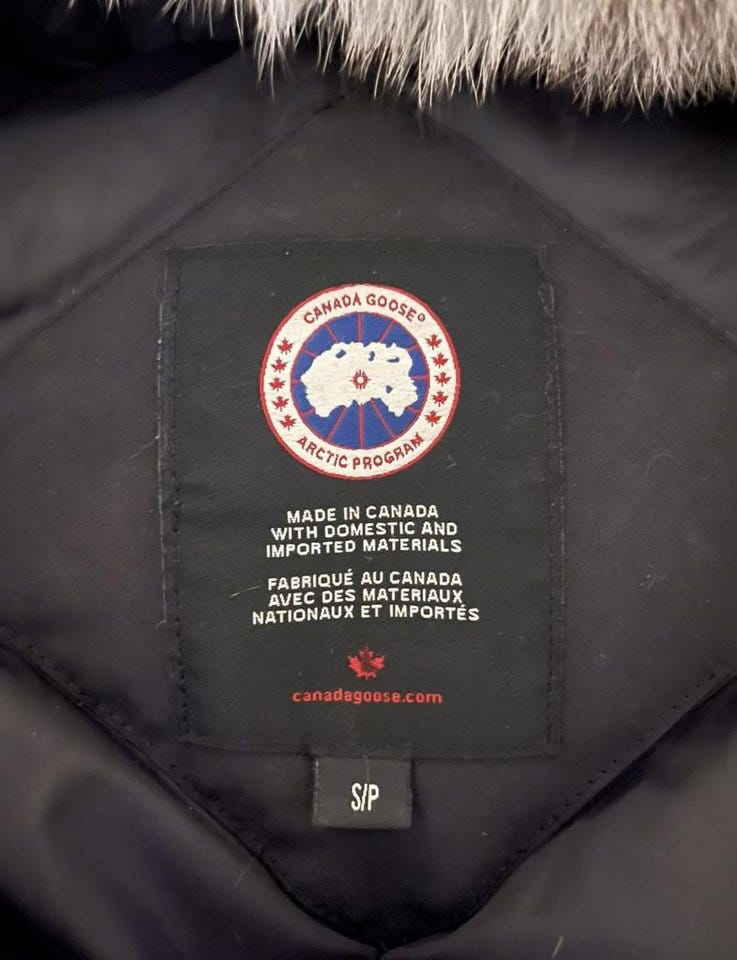 CANADA GOOSE®
ARCTIC PROGRAM
MADE IN CANADA
WITH DOMESTIC AND
IMPORTED MATERIALS
FABRIQUÉ AU CANADA
AVEC DES MATERIAUX
NATIONAUX ET IMPORTÉS
canadagoose.com
S/P